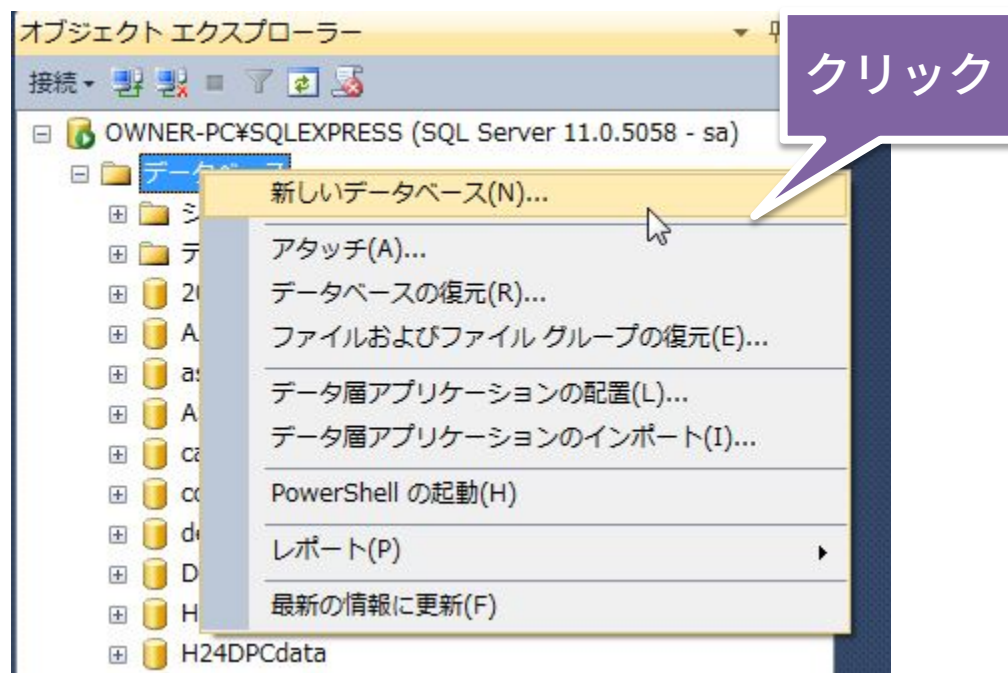 オブジェクト エクスプローラー
クリック
接続
OWNER-PC¥SQLEXPRESS (SQL Server 11.0.5058 - sa)
新しいデータベース(N)...
アタッチ(A)...
データベースの復元(R)...
ファイルおよびファイル グループの復元(E)...
データ層アプリケーションの配置(L)...
データ層アプリケーションのインポート(I)...
PowerShell の起動(H)
レポート(P)
最新の情報に更新(F)
H24DPCdata